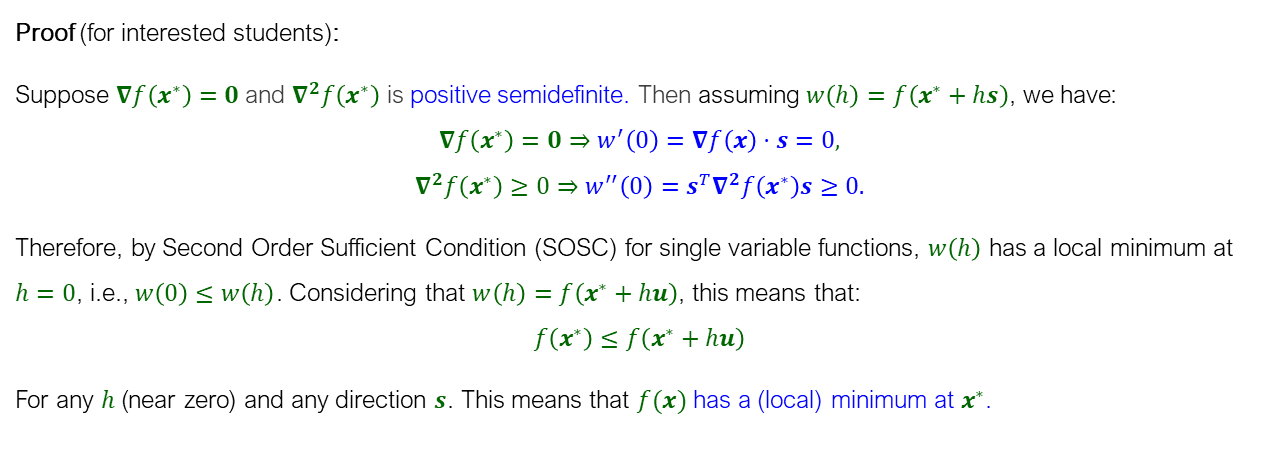 Proof (for interested students):
Suppose ∇f(x*) = 0 and ∇²f(x*) is positive semidefinite. Then assuming w(h) = f(x* + hs), we have:
∇f(x*) = 0 ⇒ w′(0) = ∇f(x) · s = 0,
∇²f(x*) ≥ 0 ⇒ w′′(0) = sᵀ∇²f(x*)s ≥ 0.
Therefore, by Second Order Sufficient Condition (SOSC) for single variable functions, w(h) has a local minimum at
h = 0, i.e., w(0) ≤ w(h). Considering that w(h) = f(x* + hu), this means that:
f(x*) ≤ f(x* + hu)
For any h (near zero) and any direction s. This means that f(x) has a (local) minimum at x*.